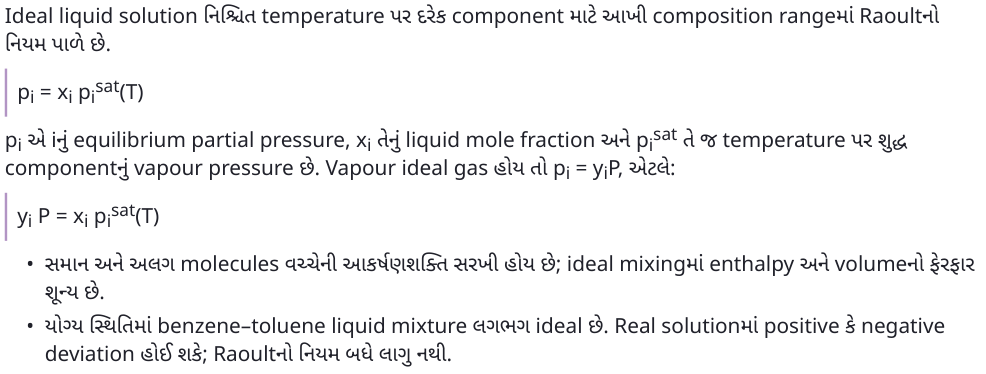 Ideal liquid solution નિશ્ચિત temperature પર દરેક component માટે આખી composition rangeમાં Raoultનો
નિયમ પાળે છે.
pᵢ = xᵢ pᵢˢᵃᵗ(T)
pᵢ એ iનું equilibrium partial pressure, xᵢ તેનું liquid mole fraction અને pᵢˢᵃᵗ તે જ temperature પર શુદ્ધ
componentનું vapour pressure છે. Vapour ideal gas હોય તો pᵢ = yᵢP, એટલે:
yᵢ P = xᵢ pᵢˢᵃᵗ(T)
• સમાન અને અલગ molecules વચ્ચેની આકર્ષણશક્તિ સરખી હોય છે; ideal mixingમાં enthalpy અને volumeનો ફેરફાર
શૂન્ય છે.
• યોગ્ય સ્થિતિમાં benzene–toluene liquid mixture લગભગ ideal છે. Real solutionમાં positive કે negative
deviation હોઈ શકે; Raoultનો નિયમ બધે લાગુ નથી.